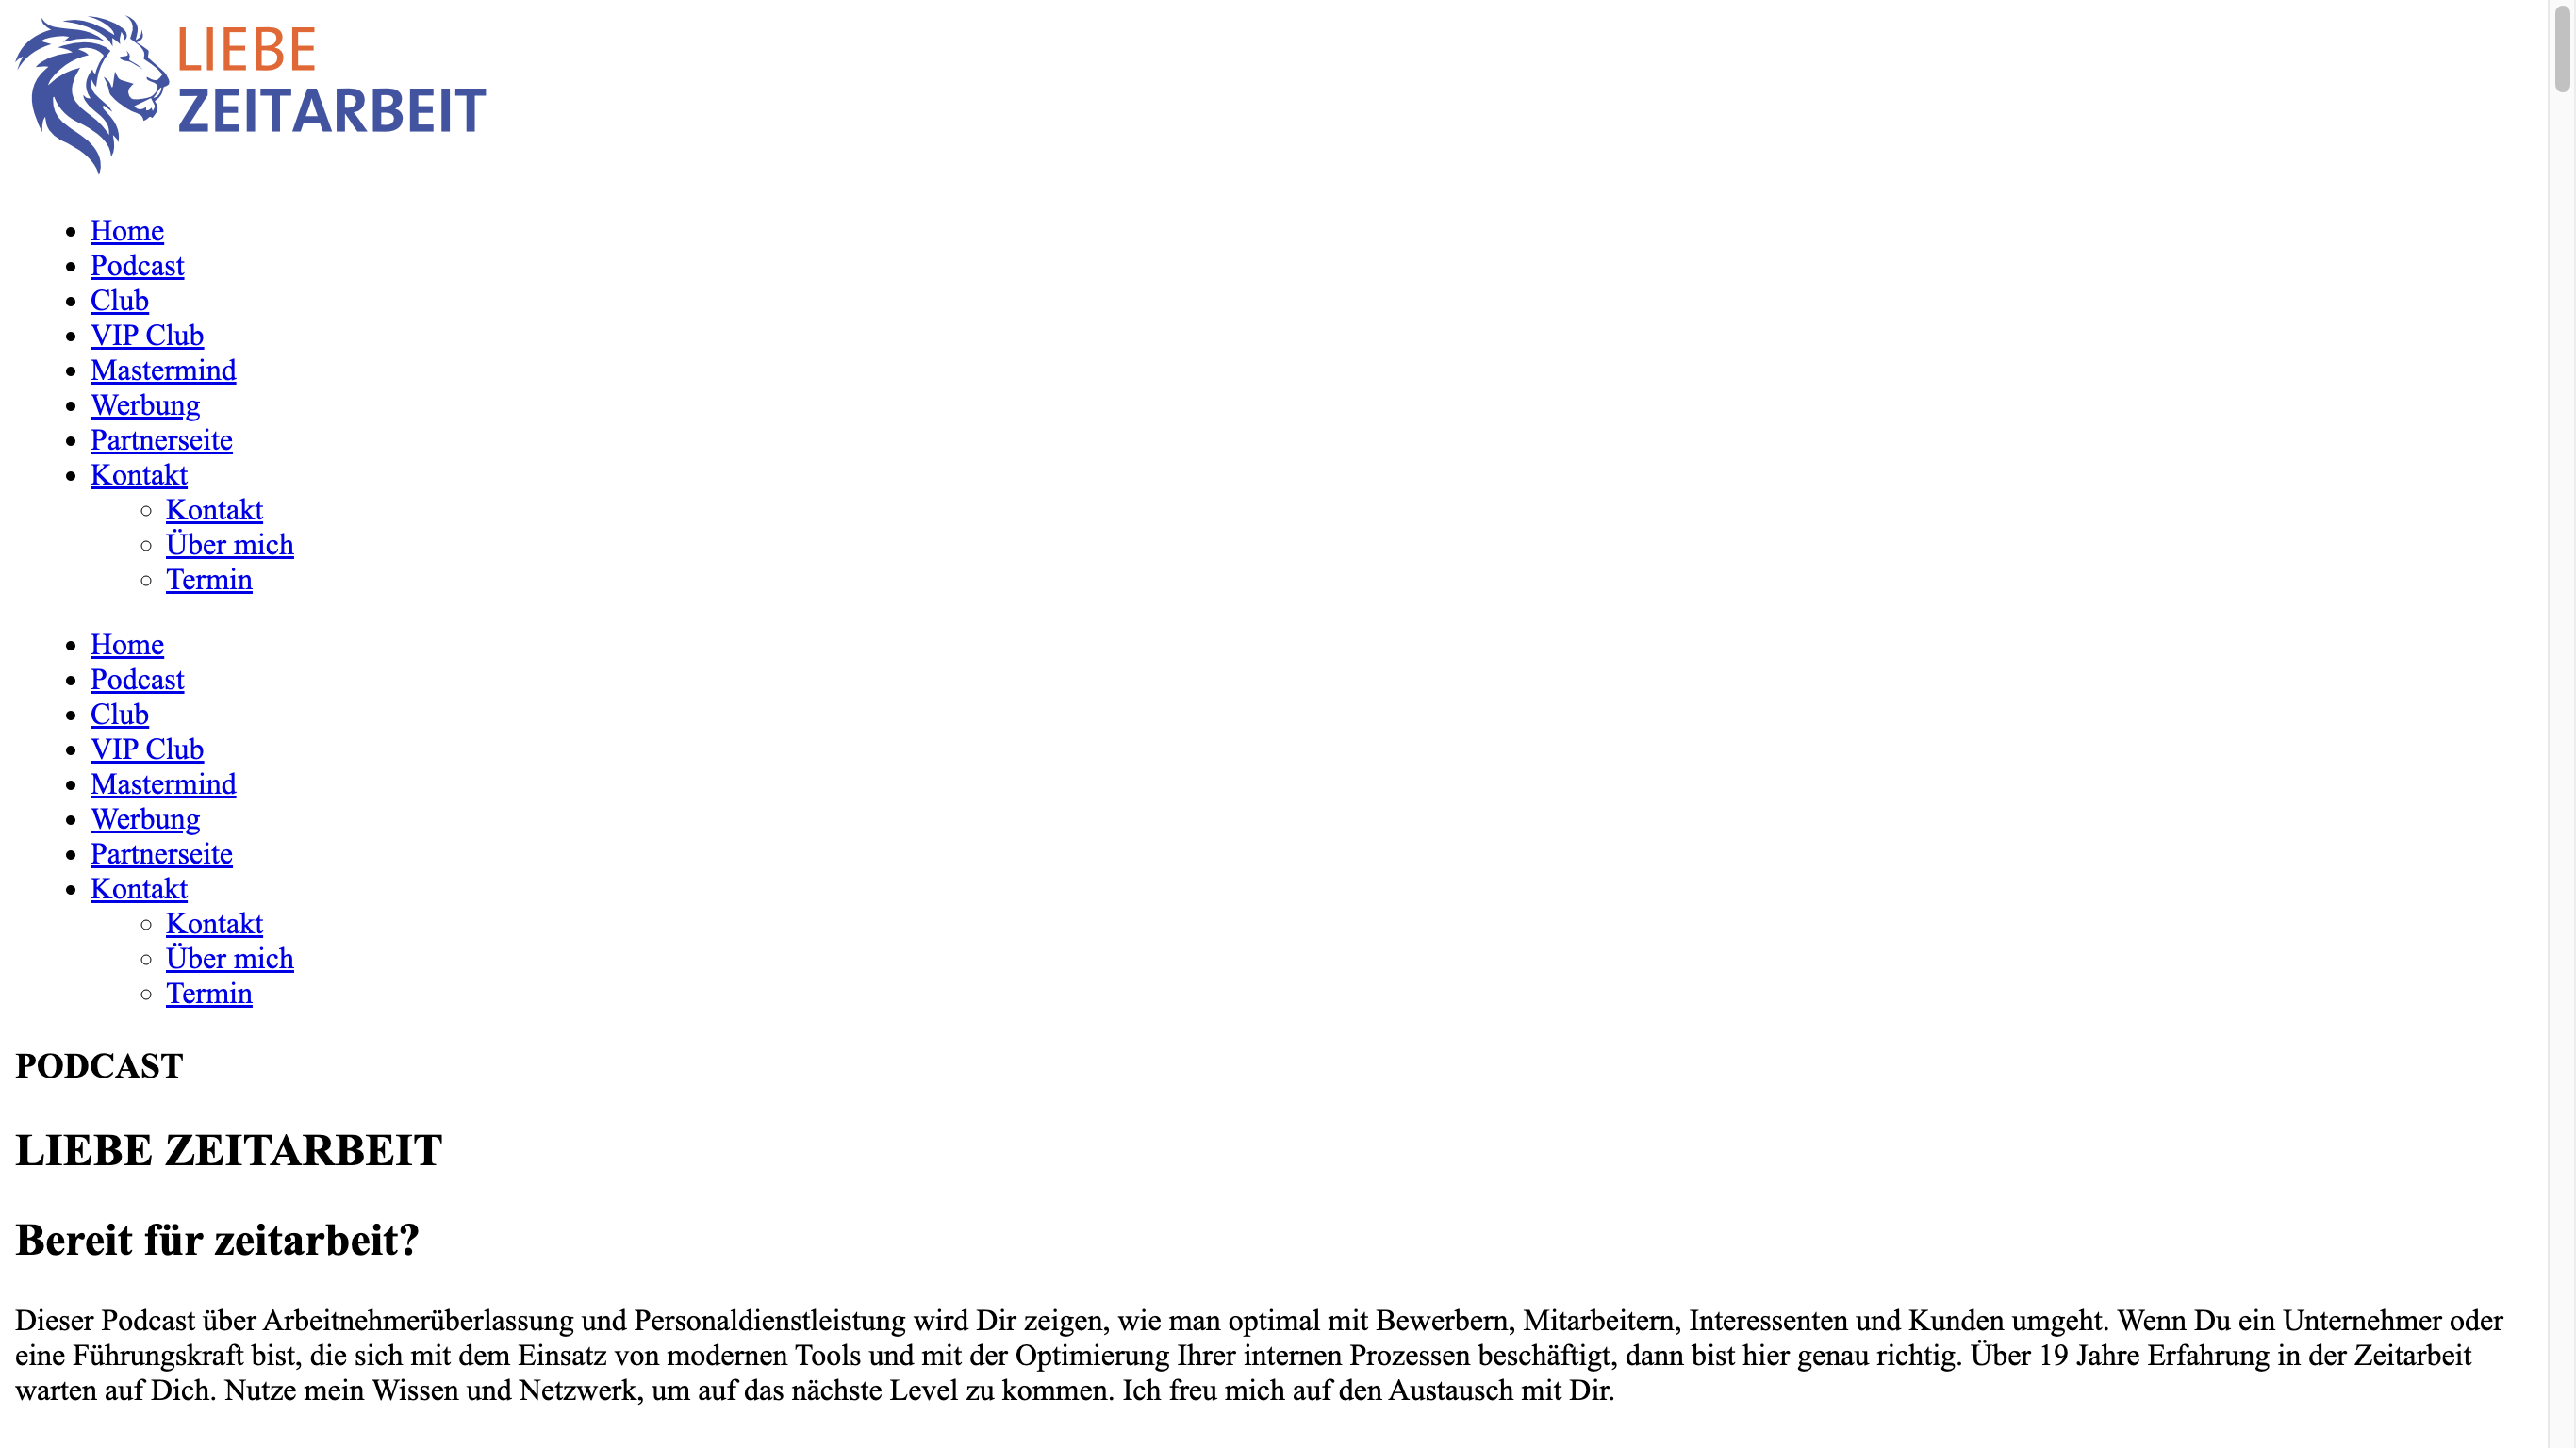 LIEBE
ZEITARBEIT
Home
Podcast
Club
VIP Club
Mastermind
Werbung
Partnerseite
Kontakt
Kontakt
Über mich
Termin
Home
Podcast
Club
VIP Club
Mastermind
Werbung
Partnerseite
Kontakt
Kontakt
Über mich
Termin
PODCAST
LIEBE ZEITARBEIT
Bereit für zeitarbeit?
Dieser Podcast über Arbeitnehmerüberlassung und Personaldienstleistung wird Dir zeigen, wie man optimal mit Bewerbern, Mitarbeitern, Interessenten und Kunden umgeht. Wenn Du ein Unternehmer oder
eine Führungskraft bist, die sich mit dem Einsatz von modernen Tools und mit der Optimierung Ihrer internen Prozessen beschäftigt, dann bist hier genau richtig. Über 19 Jahre Erfahrung in der Zeitarbeit
warten auf Dich. Nutze mein Wissen und Netzwerk, um auf das nächste Level zu kommen. Ich freu mich auf den Austausch mit Dir.